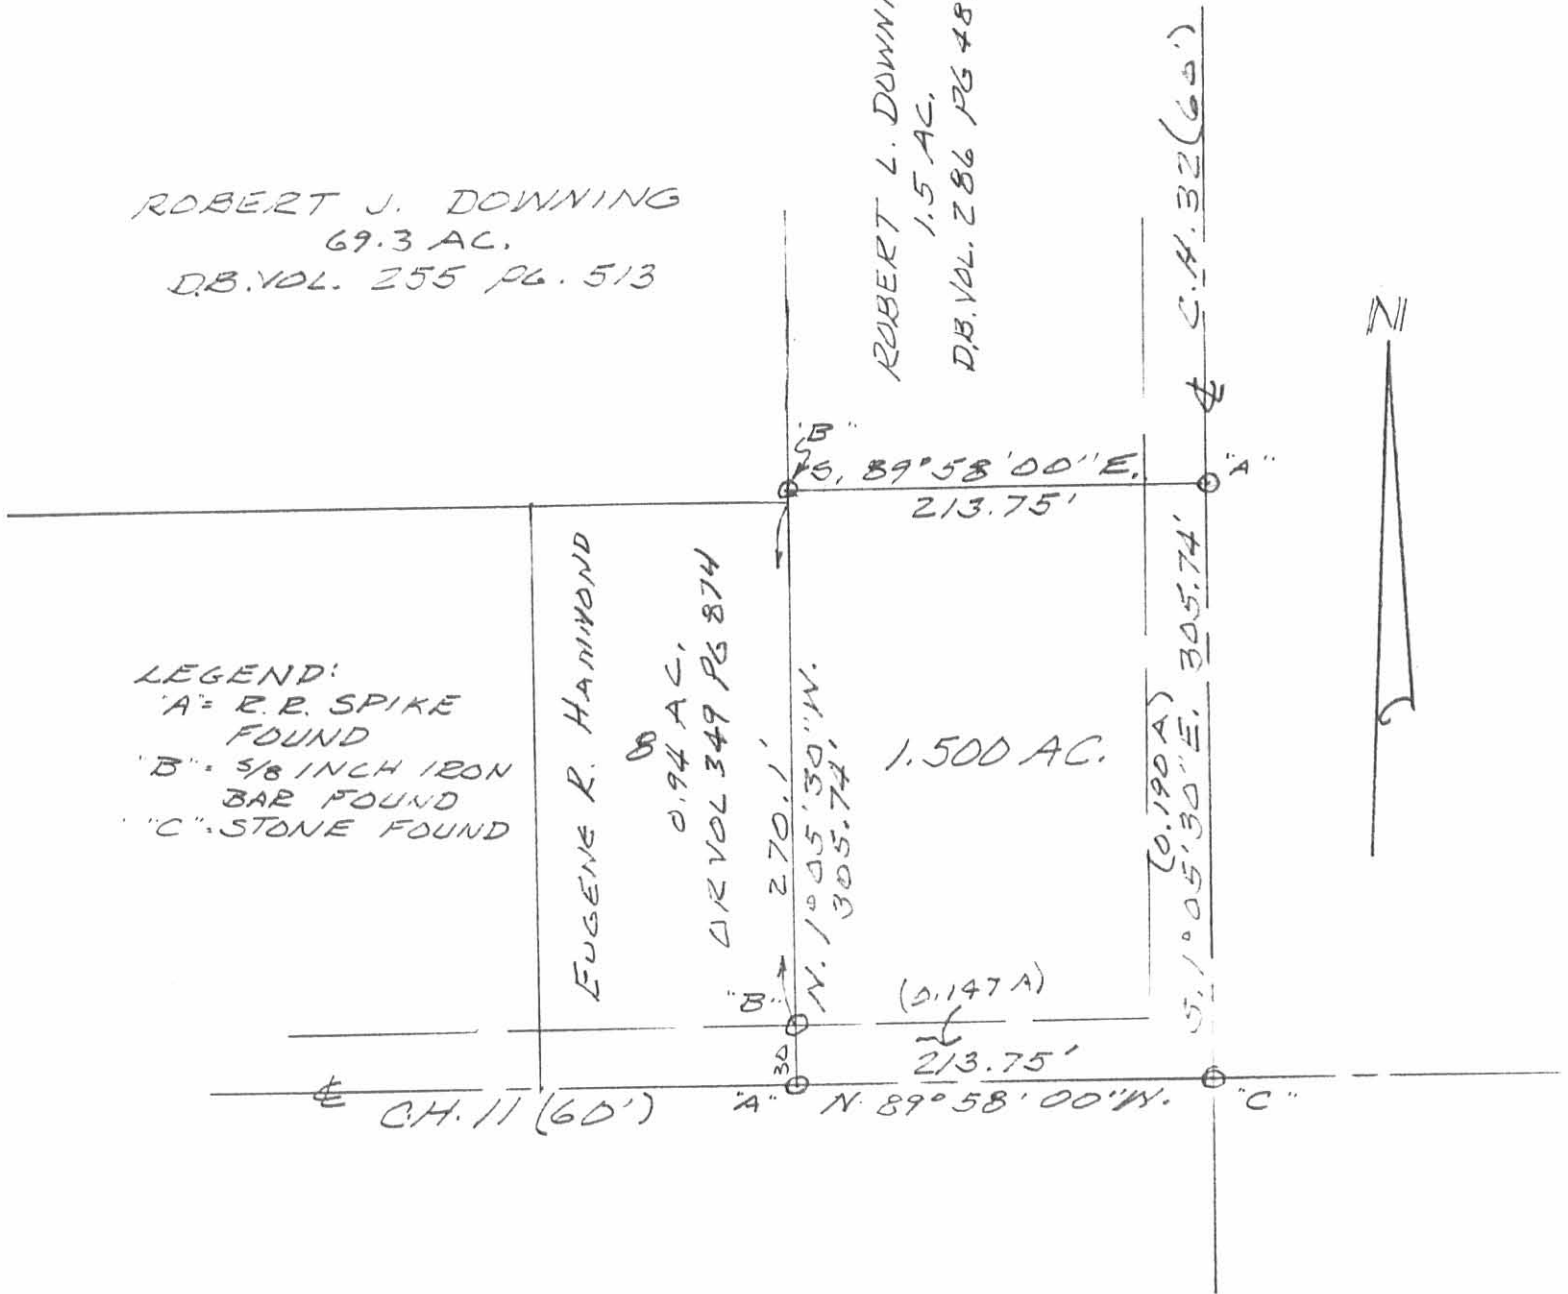 ROBERT J. DOWNING
69.3 AC.
D.B. VOL. 255 PG. 513
ROBERT L.
1.5 AC.
D.B. VOL. 286 PG
C.H. 32 (60')
N
"B"
S. 89°58'00"E.
213.75'
"A"
LEGEND:
"A" = R.R. SPIKE
FOUND
"B" = 5/8 INCH IRON
BAR FOUND
"C" = STONE FOUND
EUGENE R. HAMMOND
8
0.94 AC.
OR VOL 349 PG 874
270.1'
N. 1°05'30"W.
305.74'
1.500 AC.
(0.190 A)
S. 1°05'30"E. 305.74'
"B"
(0.147 A)
30
213.75'
C.H. 11 (60')
"A"
N. 89°58'00"W.
"C"